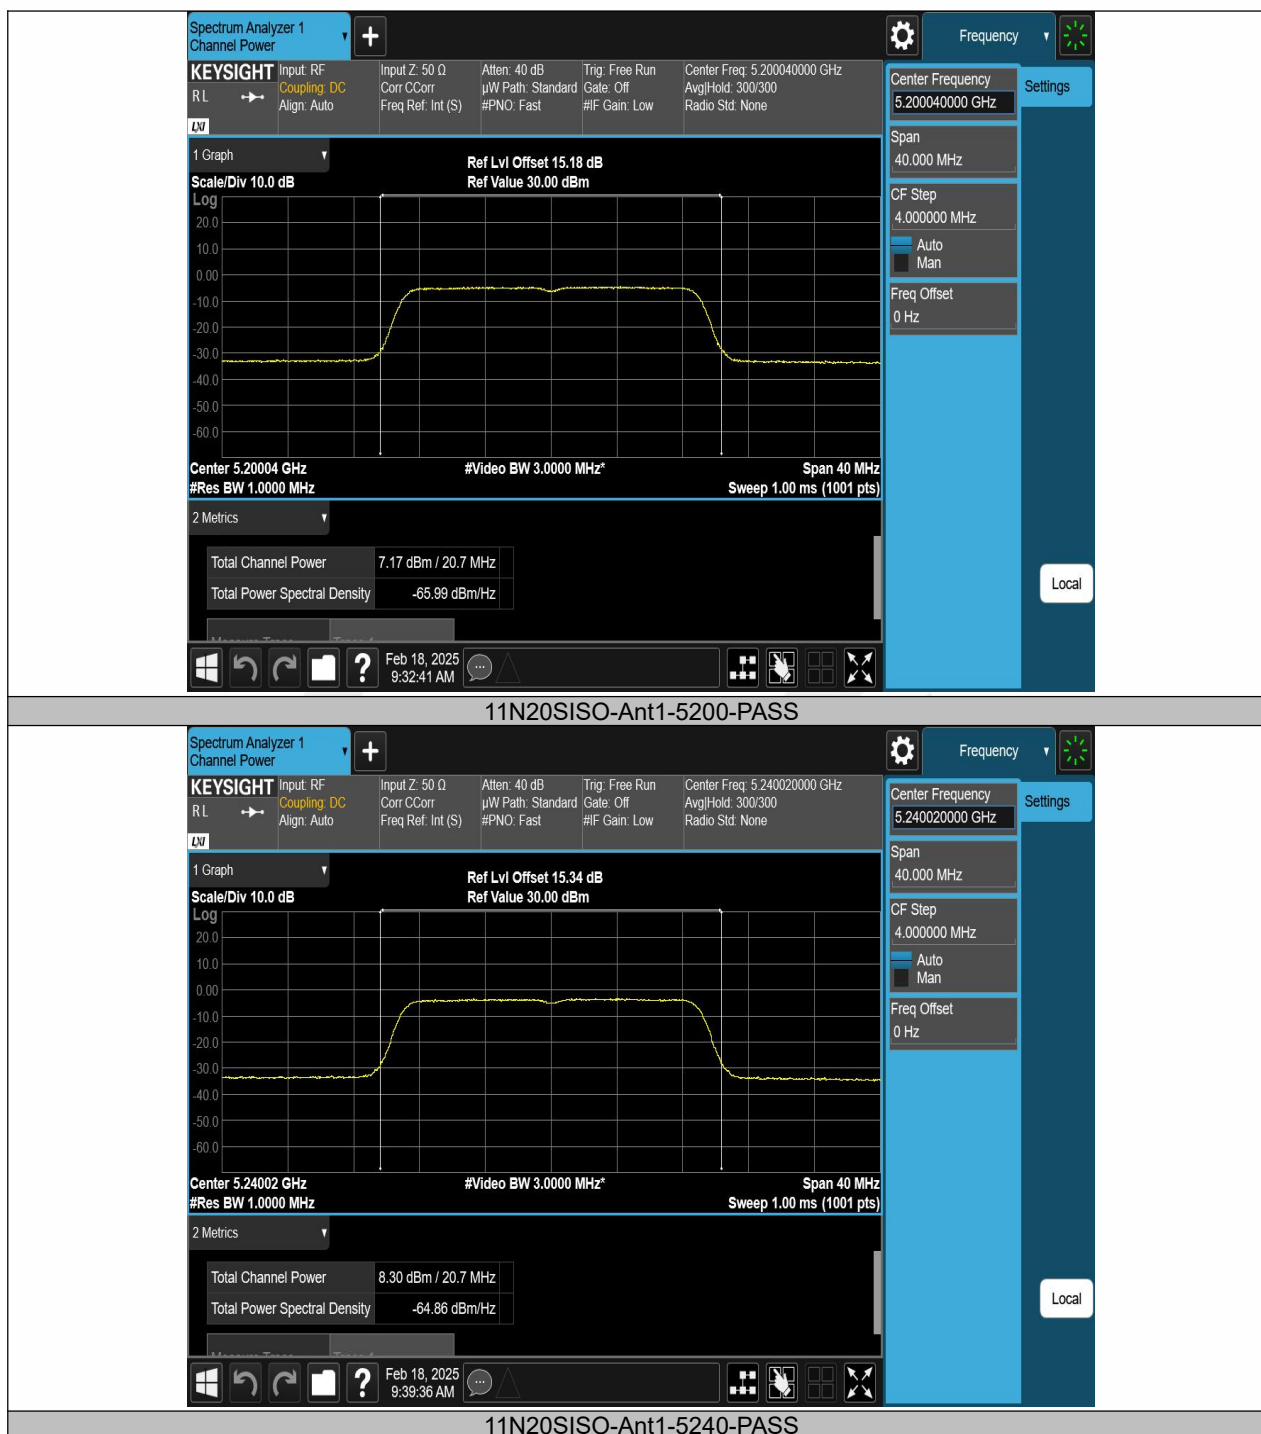 Spectrum Analyzer 1
Channel Power
+
Frequency
KEYSIGHT
R L
LXI
Input: RF
Coupling: DC
Align: Auto
Input Z: 50 Ω
Corr CCorr
Freq Ref: Int (S)
Atten: 40 dB
µW Path: Standard
#PNO: Fast
Trig: Free Run
Gate: Off
#IF Gain: Low
Center Freq: 5.200040000 GHz
Avg|Hold: 300/300
Radio Std: None
Center Frequency
5.200040000 GHz
Settings
Span
40.000 MHz
CF Step
4.000000 MHz
Auto
Man
Freq Offset
0 Hz
Local
1 Graph
Scale/Div 10.0 dB
Ref Lvl Offset 15.18 dB
Ref Value 30.00 dBm
Log
20.0
10.0
0.00
-10.0
-20.0
-30.0
-40.0
-50.0
-60.0
Center 5.20004 GHz
#Video BW 3.0000 MHz*
Span 40 MHz
#Res BW 1.0000 MHz
Sweep 1.00 ms (1001 pts)
2 Metrics
Total Channel Power 7.17 dBm / 20.7 MHz
Total Power Spectral Density -65.99 dBm/Hz
?
Feb 18, 2025
9:32:41 AM
11N20SISO-Ant1-5200-PASS
Spectrum Analyzer 1
Channel Power
+
Frequency
KEYSIGHT
R L
LXI
Input: RF
Coupling: DC
Align: Auto
Input Z: 50 Ω
Corr CCorr
Freq Ref: Int (S)
Atten: 40 dB
µW Path: Standard
#PNO: Fast
Trig: Free Run
Gate: Off
#IF Gain: Low
Center Freq: 5.240020000 GHz
Avg|Hold: 300/300
Radio Std: None
Center Frequency
5.240020000 GHz
Settings
Span
40.000 MHz
CF Step
4.000000 MHz
Auto
Man
Freq Offset
0 Hz
Local
1 Graph
Scale/Div 10.0 dB
Ref Lvl Offset 15.34 dB
Ref Value 30.00 dBm
Log
20.0
10.0
0.00
-10.0
-20.0
-30.0
-40.0
-50.0
-60.0
Center 5.24002 GHz
#Video BW 3.0000 MHz*
Span 40 MHz
#Res BW 1.0000 MHz
Sweep 1.00 ms (1001 pts)
2 Metrics
Total Channel Power 8.30 dBm / 20.7 MHz
Total Power Spectral Density -64.86 dBm/Hz
?
Feb 18, 2025
9:39:36 AM
11N20SISO-Ant1-5240-PASS